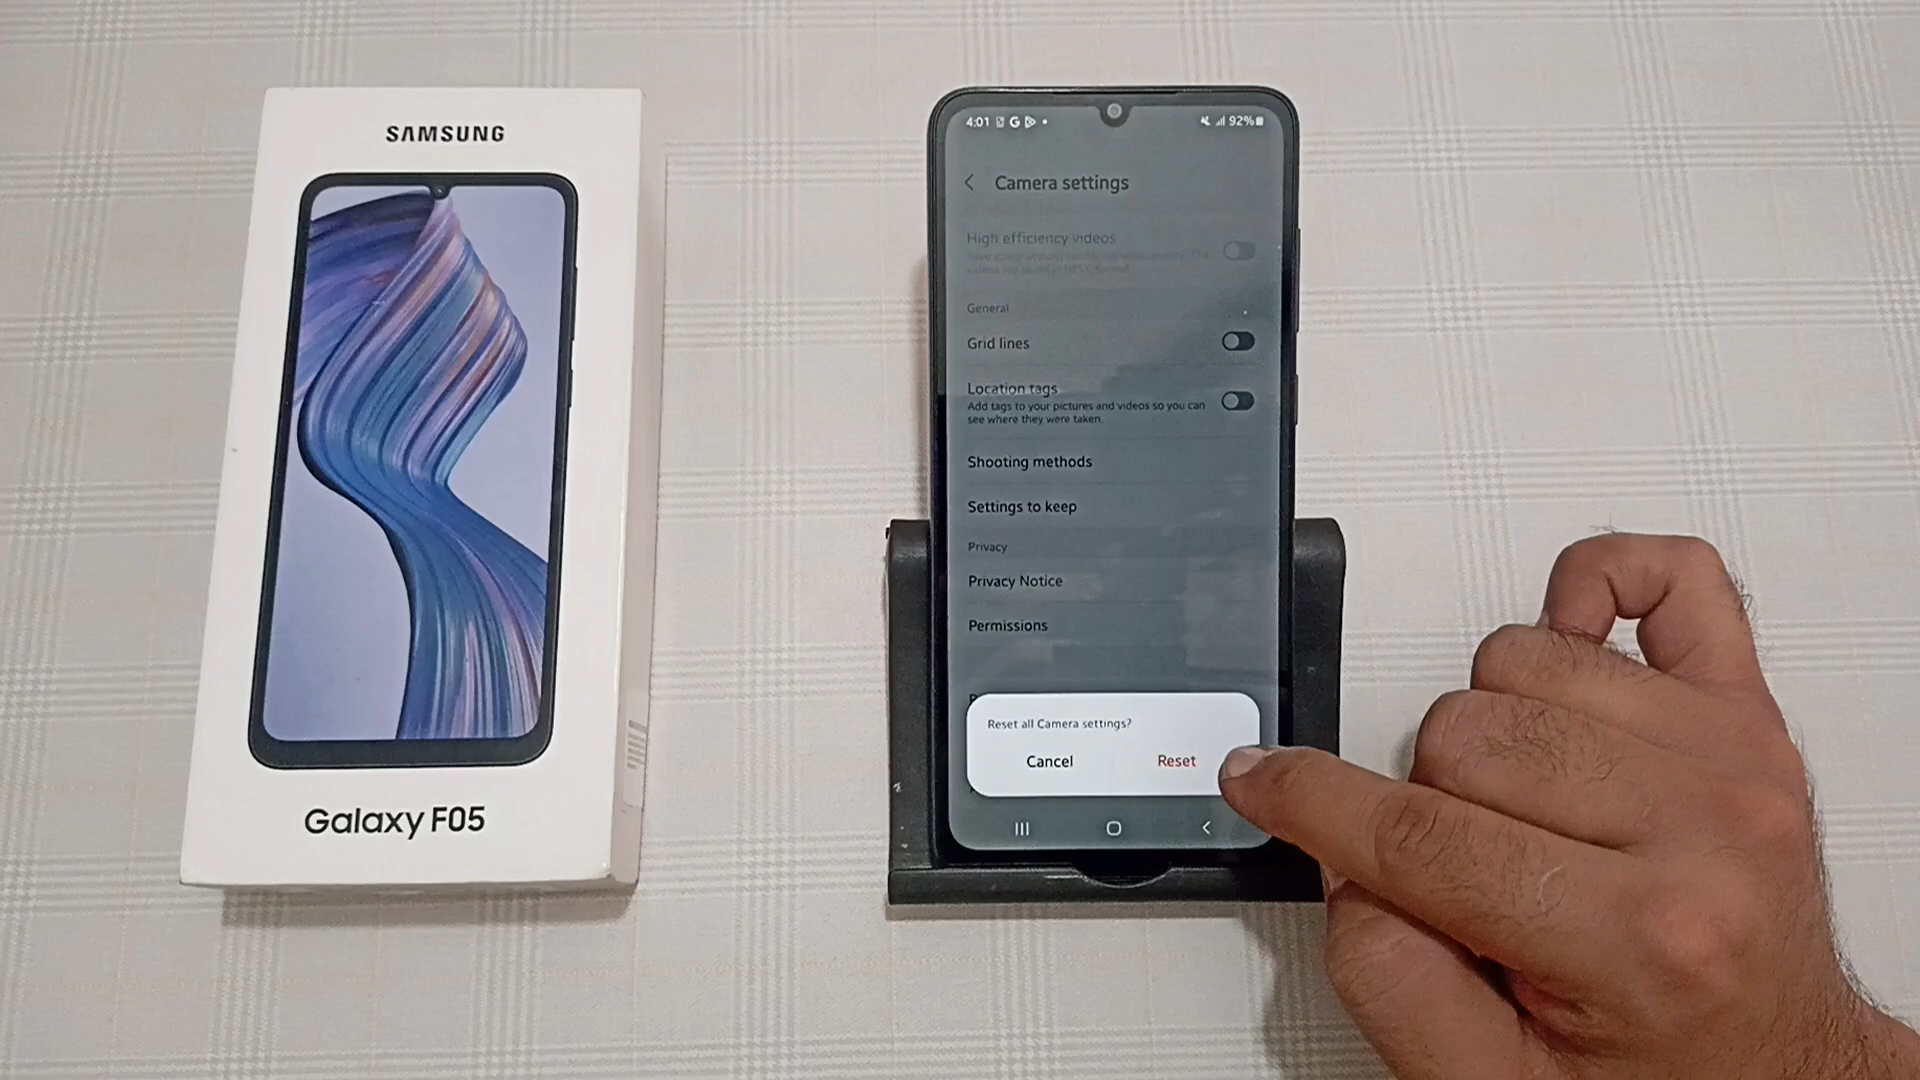 SAMSUNG
Galaxy F05
4:01
92%
Camera settings
High efficiency videos
General
Grid lines
Location tags
Add tags to your pictures and videos so you can
see where they were taken.
Shooting methods
Settings to keep
Privacy
Privacy Notice
Permissions
Reset all Camera settings?
Cancel
Reset